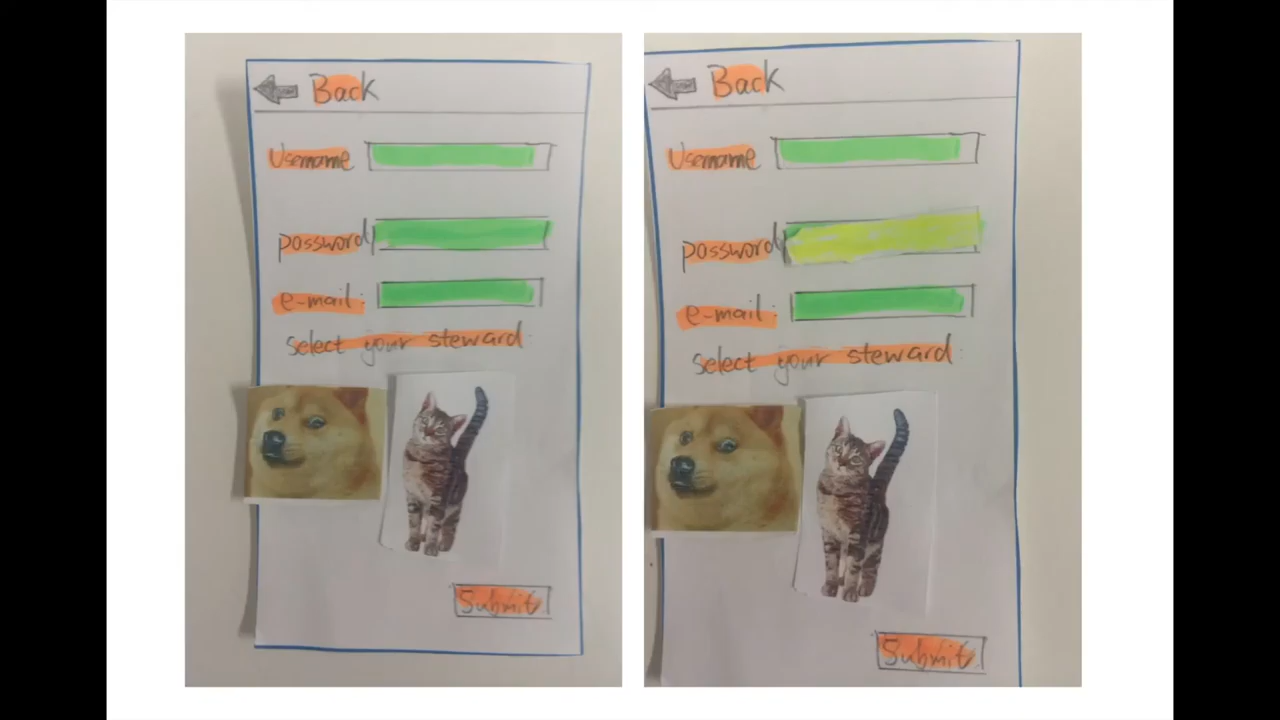 Back
Username
password
e-mail:
select your steward
Submit
Back
Username
password
e-mail:
select your steward:
Submit